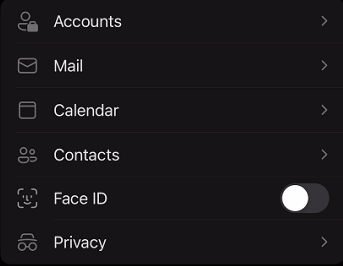 Accounts
Mail
Calendar
Contacts
Face ID
Privacy